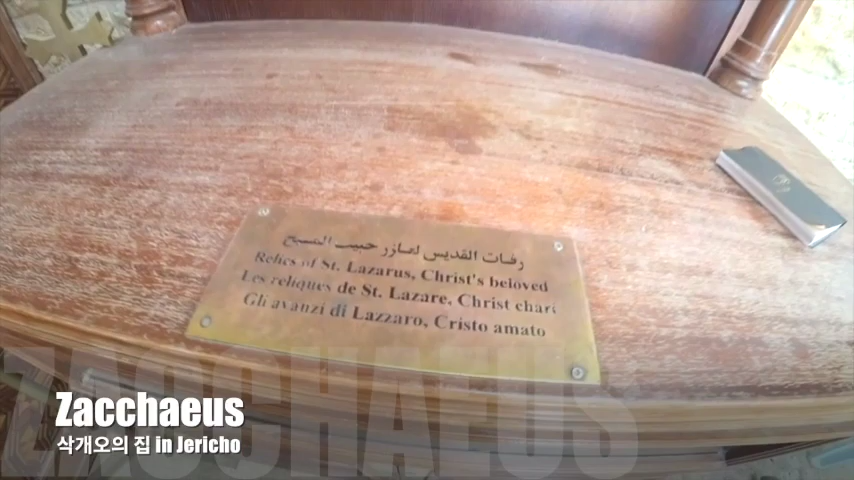 رفات القديس لعازر حبيب المسيح
Relics of St. Lazarus, Christ's beloved
Les reliques de St. Lazare, Christ chari
Gli avanzi di Lazzaro, Cristo amato
ZACCHAEUS
Zacchaeus
삭개오의 집 in Jericho